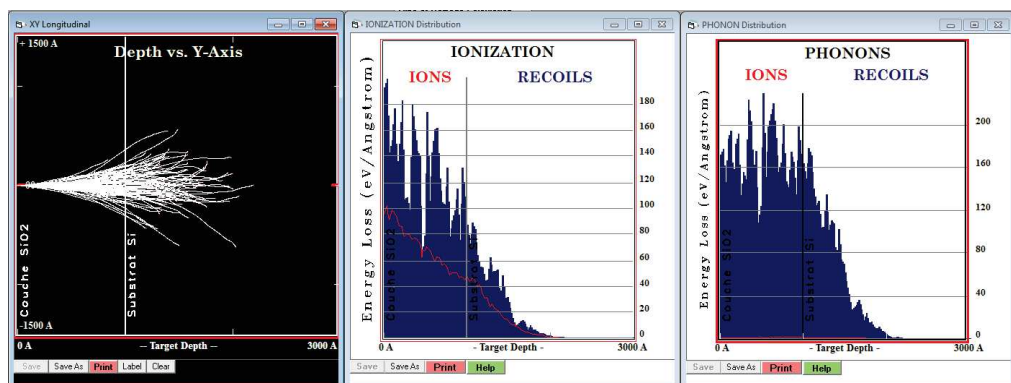 XY Longitudinal
+ 1500 A
Depth vs. Y-Axis
Couche SiO2
Substrat Si
-1500 A
0 A
-- Target Depth --
3000 A
Save
Save As
Print
Label
Clear
IONIZATION Distribution
IONIZATION
IONS
RECOILS
Energy Loss (eV/Angstrom)
Couche SiO2
Substrat Si
180
160
140
120
100
80
60
40
20
0
0 A
- Target Depth -
3000 A
Save
Save As
Print
Help
PHONON Distribution
PHONONS
IONS
RECOILS
Energy Loss (eV/Angstrom)
Couche SiO2
Substrat Si
200
160
120
80
40
0
0 A
- Target Depth -
3000 A
Save
Save As
Print
Help